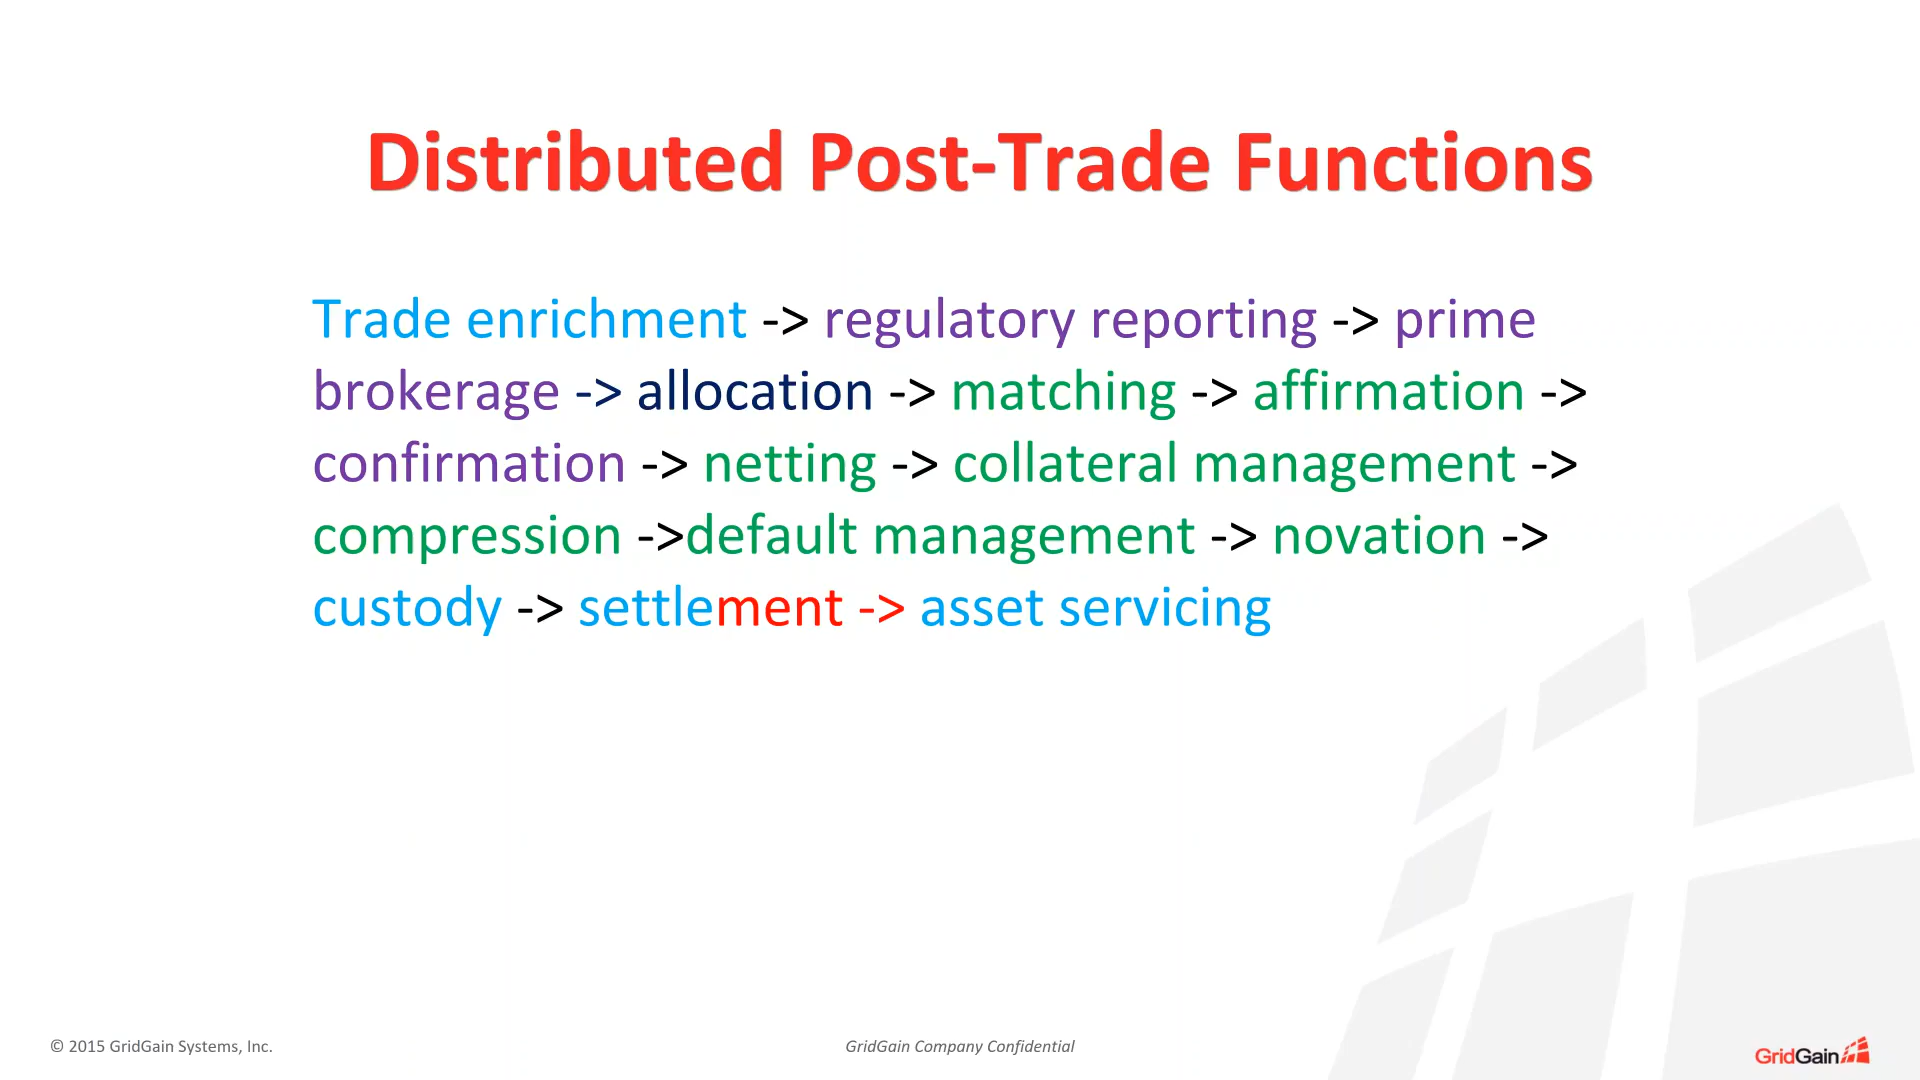 Distributed Post-Trade Functions
Trade enrichment -> regulatory reporting -> prime
brokerage -> allocation -> matching -> affirmation ->
confirmation -> netting -> collateral management ->
compression ->default management -> novation ->
custody -> settlement -> asset servicing
© 2015 GridGain Systems, Inc.
GridGain Company Confidential
GridGain